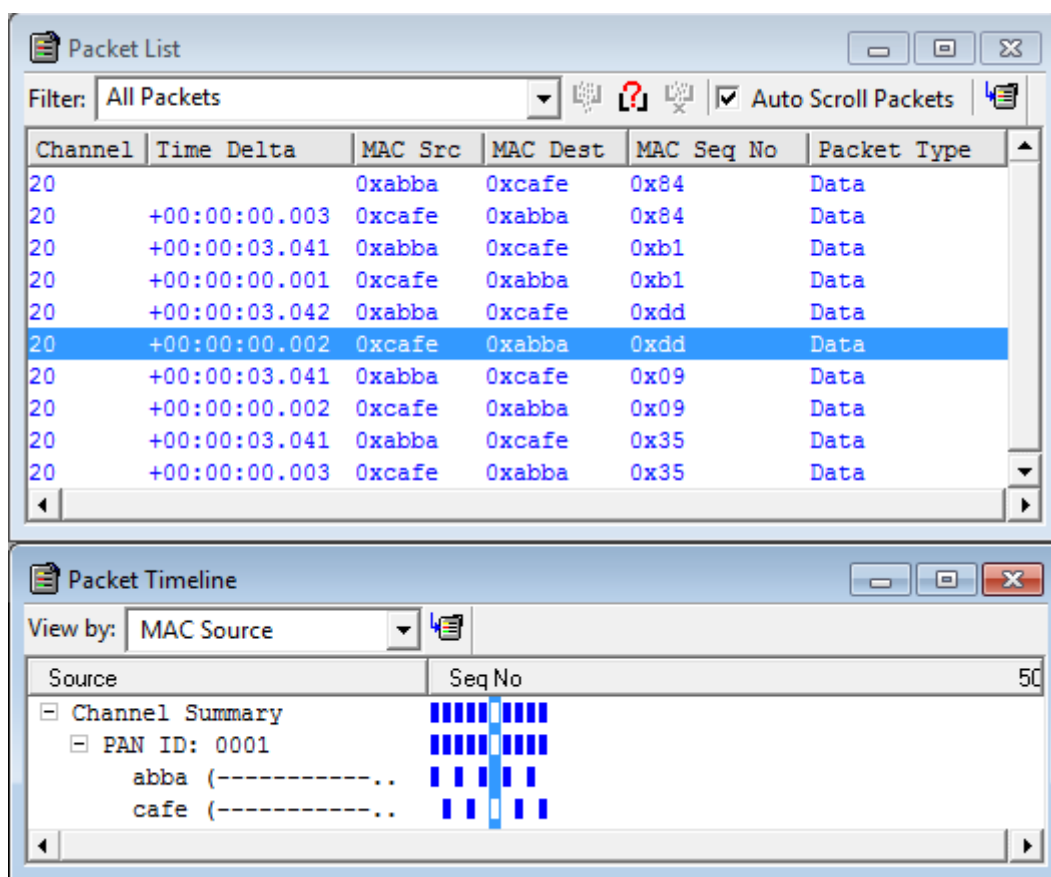 Packet List
Filter: All Packets Auto Scroll Packets
Channel Time Delta MAC Src MAC Dest MAC Seq No Packet Type
20 0xabba 0xcafe 0x84 Data
20 +00:00:00.003 0xcafe 0xabba 0x84 Data
20 +00:00:03.041 0xabba 0xcafe 0xb1 Data
20 +00:00:00.001 0xcafe 0xabba 0xb1 Data
20 +00:00:03.042 0xabba 0xcafe 0xdd Data
20 +00:00:00.002 0xcafe 0xabba 0xdd Data
20 +00:00:03.041 0xabba 0xcafe 0x09 Data
20 +00:00:00.002 0xcafe 0xabba 0x09 Data
20 +00:00:03.041 0xabba 0xcafe 0x35 Data
20 +00:00:00.003 0xcafe 0xabba 0x35 Data
Packet Timeline
View by: MAC Source
Source Seq No 50
Channel Summary
PAN ID: 0001
abba (-----------..
cafe (-----------..